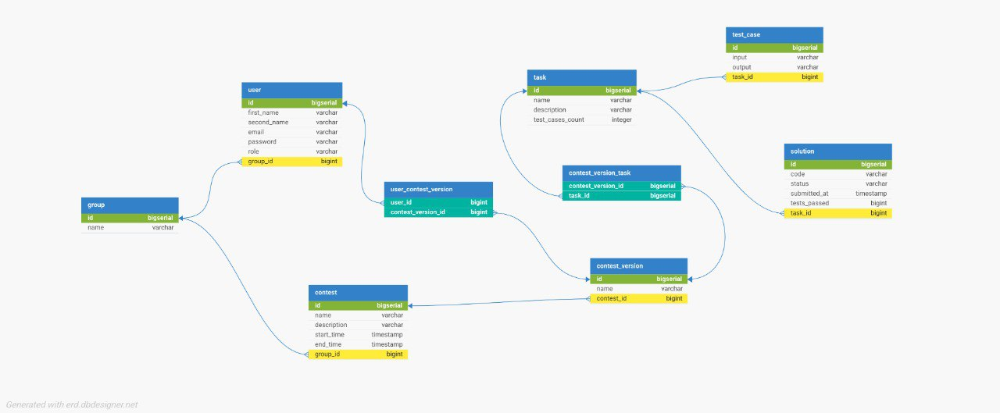 test_case
id bigserial
input varchar
output varchar
task_id bigint
task
id bigserial
name varchar
description varchar
test_cases_count integer
user
id bigserial
first_name varchar
second_name varchar
email varchar
password varchar
role varchar
group_id bigint
solution
id bigserial
code varchar
status varchar
submitted_at timestamp
tests_passed bigint
task_id bigint
contest_version_task
contest_version_id bigserial
task_id bigserial
user_contest_version
user_id bigint
contest_version_id bigint
group
id bigserial
name varchar
contest_version
id bigserial
name varchar
contest_id bigint
contest
id bigserial
name varchar
description varchar
start_time timestamp
end_time timestamp
group_id bigint
Generated with erd.dbdesigner.net